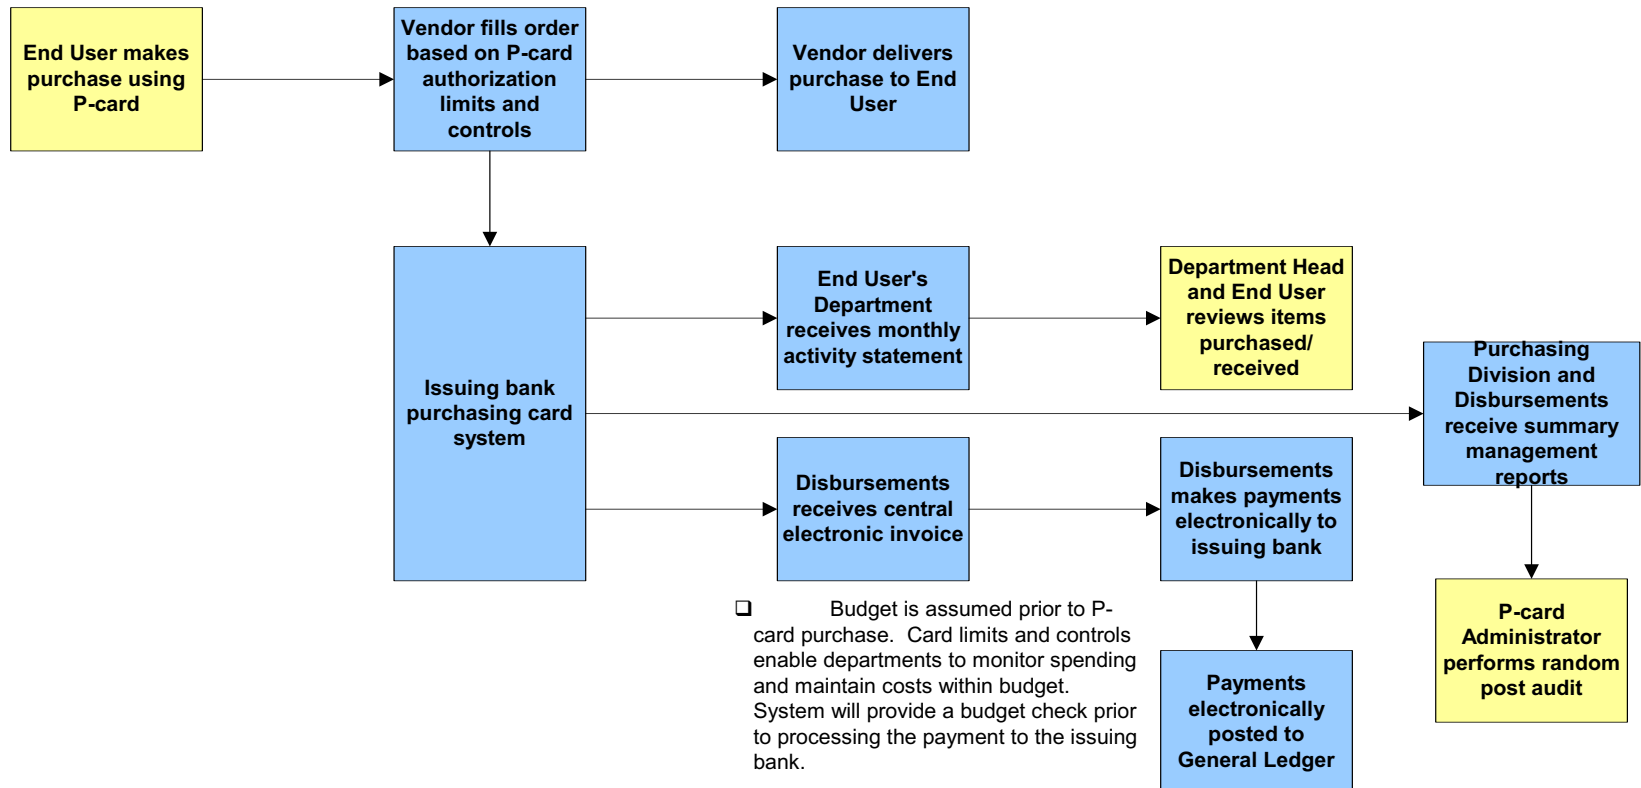 End User makes
purchase using
P-card
Vendor fills order
based on P-card
authorization
limits and
controls
Vendor delivers
purchase to End
User
Issuing bank
purchasing card
system
End User's
Department
receives monthly
activity statement
Department Head
and End User
reviews items
purchased/
received
Purchasing
Division and
Disbursements
receive summary
management
reports
Disbursements
receives central
electronic invoice
Disbursements
makes payments
electronically to
issuing bank
P-card
Administrator
performs random
post audit
Payments
electronically
posted to
General Ledger
❑ Budget is assumed prior to P-
card purchase. Card limits and controls
enable departments to monitor spending
and maintain costs within budget.
System will provide a budget check prior
to processing the payment to the issuing
bank.